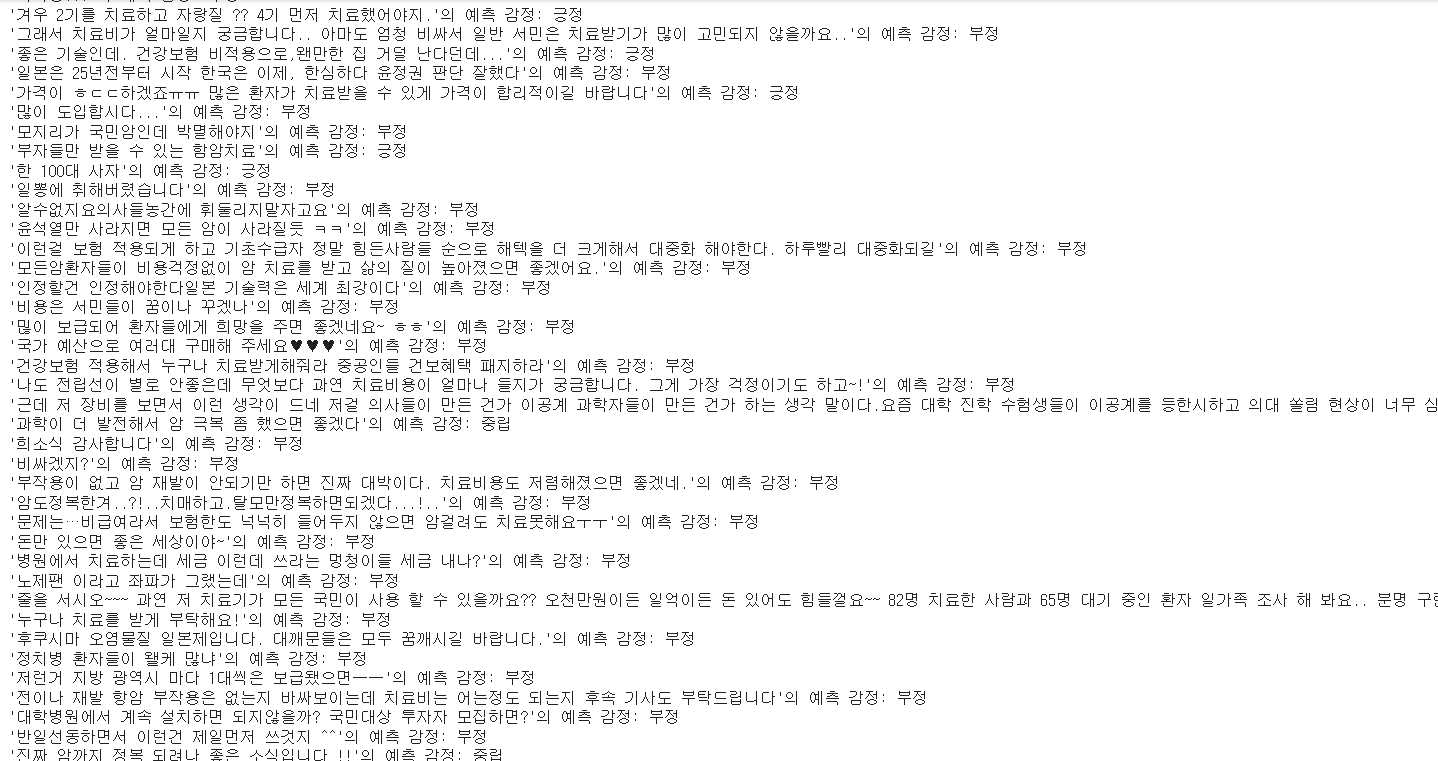 '겨우 2기를 치료하고 자랑질 ?? 4기 먼저 치료했어야지.'의 예측 감정: 긍정
'그래서 치료비가 얼마일지 궁금합니다.. 아마도 엄청 비싸서 일반 서민은 치료받기가 많이 고민되지 않을까요..'의 예측 감정: 부정
'좋은 기술인데. 건강보험 비적용으로,왠만한 집 거덜 난다던데...'의 예측 감정: 긍정
'일본은 25년전부터 시작 한국은 이제, 한심하다 윤정권 판단 잘했다'의 예측 감정: 부정
'가격이 ㅎㄷㄷ하겠죠ㅠㅠ 많은 환자가 치료받을 수 있게 가격이 합리적이길 바랍니다'의 예측 감정: 긍정
'많이 도입합시다...'의 예측 감정: 부정
'모지리가 국민암인데 박멸해야지'의 예측 감정: 부정
'부자들만 받을 수 있는 함암치료'의 예측 감정: 긍정
'한 100대 사자'의 예측 감정: 긍정
'일뽕에 취해버렸습니다'의 예측 감정: 부정
'알수없지요의사들농간에 휘둘리지말자고요'의 예측 감정: 부정
'윤석열만 사라지면 모든 암이 사라질듯 ㅋㅋ'의 예측 감정: 부정
'이런걸 보험 적용되게 하고 기초수급자 정말 힘든사람들 순으로 해텍을 더 크게해서 대중화 해야한다. 하루빨리 대중화되길'의 예측 감정: 부정
'모든암환자들이 비용걱정없이 암 치료를 받고 삶의 질이 높아졌으면 좋겠어요.'의 예측 감정: 부정
'인정할건 인정해야한다일본 기술력은 세계 최강이다'의 예측 감정: 부정
'비용은 서민들이 꿈이나 꾸겠나'의 예측 감정: 부정
'밊이 보급되어 환자들에게 희망을 주면 좋겠네요~ ㅎㅎ'의 예측 감정: 부정
'국가 예산으로 여러대 구매해 주세요♥♥♥'의 예측 감정: 부정
'건강보험 적용해서 누구나 치료받게해줘라 중공인들 건보혜택 폐지하라'의 예측 감정: 부정
'나도 전립선이 별로 안좋은데 무엇보다 과연 치료비용이 얼마나 들지가 궁금합니다. 그게 가장 걱정이기도 하고~!'의 예측 감정: 부정
'근데 저 장비를 보면서 이런 생각이 드네 저걸 의사들이 만든 건가 이공계 과학자들이 만든 건가 하는 생각 말이다.요즘 대학 진학 수험생들이 이공계를 등한시하고 의대 쏠림 현상이 너무 심
'과학이 더 발전해서 암 극복 좀 했으면 좋겠다'의 예측 감정: 중립
'희소식 감사합니다'의 예측 감정: 부정
'비싸겠지?'의 예측 감정: 부정
'부작용이 없고 암 재발이 안되기만 하면 진짜 대박이다. 치료비용도 저렴해졌으면 좋겠네.'의 예측 감정: 부정
'암도정복한겨..?!..치매하고.탈모만정복하면되겠다...!..'의 예측 감정: 부정
'문제는…비급여라서 보험한도 넉넉히 들어두지 않으면 암걸려도 치료못해요ㅜㅜ'의 예측 감정: 부정
'돈만 있으면 좋은 세상이야~'의 예측 감정: 부정
'병원에서 치료하는데 세금 이런데 쓰라는 멍청이들 세금 내나?'의 예측 감정: 부정
'노제팬 이라고 좌파가 그랬는데'의 예측 감정: 부정
'줄을 서시오~~~ 과연 저 치료기가 모든 국민이 사용 할 수 있을까요?? 오천만원이든 일억이든 돈 있어도 힘들껄요~~ 82명 치료한 사람과 65명 대기 중인 환자 일가족 조사 해 봐요.. 분명 구린
'누구나 치료를 받게 부탁해요!'의 예측 감정: 부정
'후쿠시마 오염물질 일본제입니다. 대깨문들은 모두 꿈깨시길 바랍니다.'의 예측 감정: 부정
'정치병 환자들이 왤케 많냐'의 예측 감정: 부정
'저런거 지방 광역시 마다 1대씩은 보급됐으면ㅡㅡ'의 예측 감정: 부정
'전이나 재발 항암 부작용은 없는지 바싸보이는데 치료비는 어는정도 되는지 후속 기사도 부탁드립니다'의 예측 감정: 부정
'대학병원에서 계속 설치하면 되지않을까? 국민대상 투자자 모집하면?'의 예측 감정: 부정
'반일선동하면서 이런건 제일먼저 쓰것지 ^^'의 예측 감정: 부정
'진짜 암까지 정복 되려나 좋은 소식입니다 !!'의 예측 감정: 중립